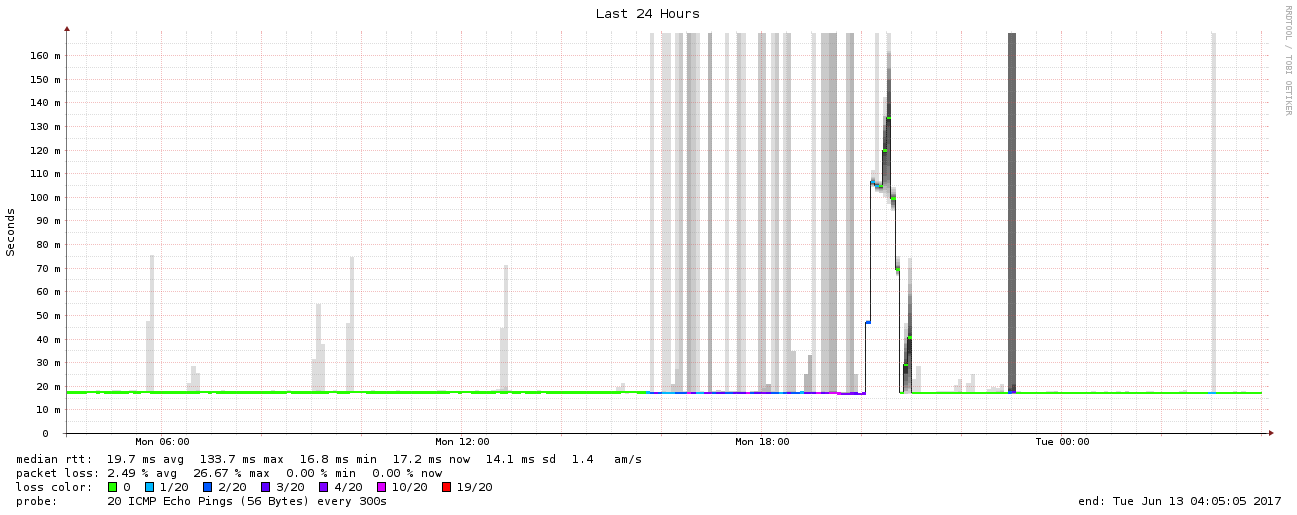 Last 24 Hours
RRDTOOL / TOBI OETIKER
Seconds
160 m
150 m
140 m
130 m
120 m
110 m
100 m
90 m
80 m
70 m
60 m
50 m
40 m
30 m
20 m
10 m
0
Mon 06:00 Mon 12:00 Mon 18:00 Tue 00:00
median rtt: 19.7 ms avg 133.7 ms max 16.8 ms min 17.2 ms now 14.1 ms sd 1.4 am/s
packet loss: 2.49 % avg 26.67 % max 0.00 % min 0.00 % now
loss color: 0 1/20 2/20 3/20 4/20 10/20 19/20
probe: 20 ICMP Echo Pings (56 Bytes) every 300s end: Tue Jun 13 04:05:05 2017